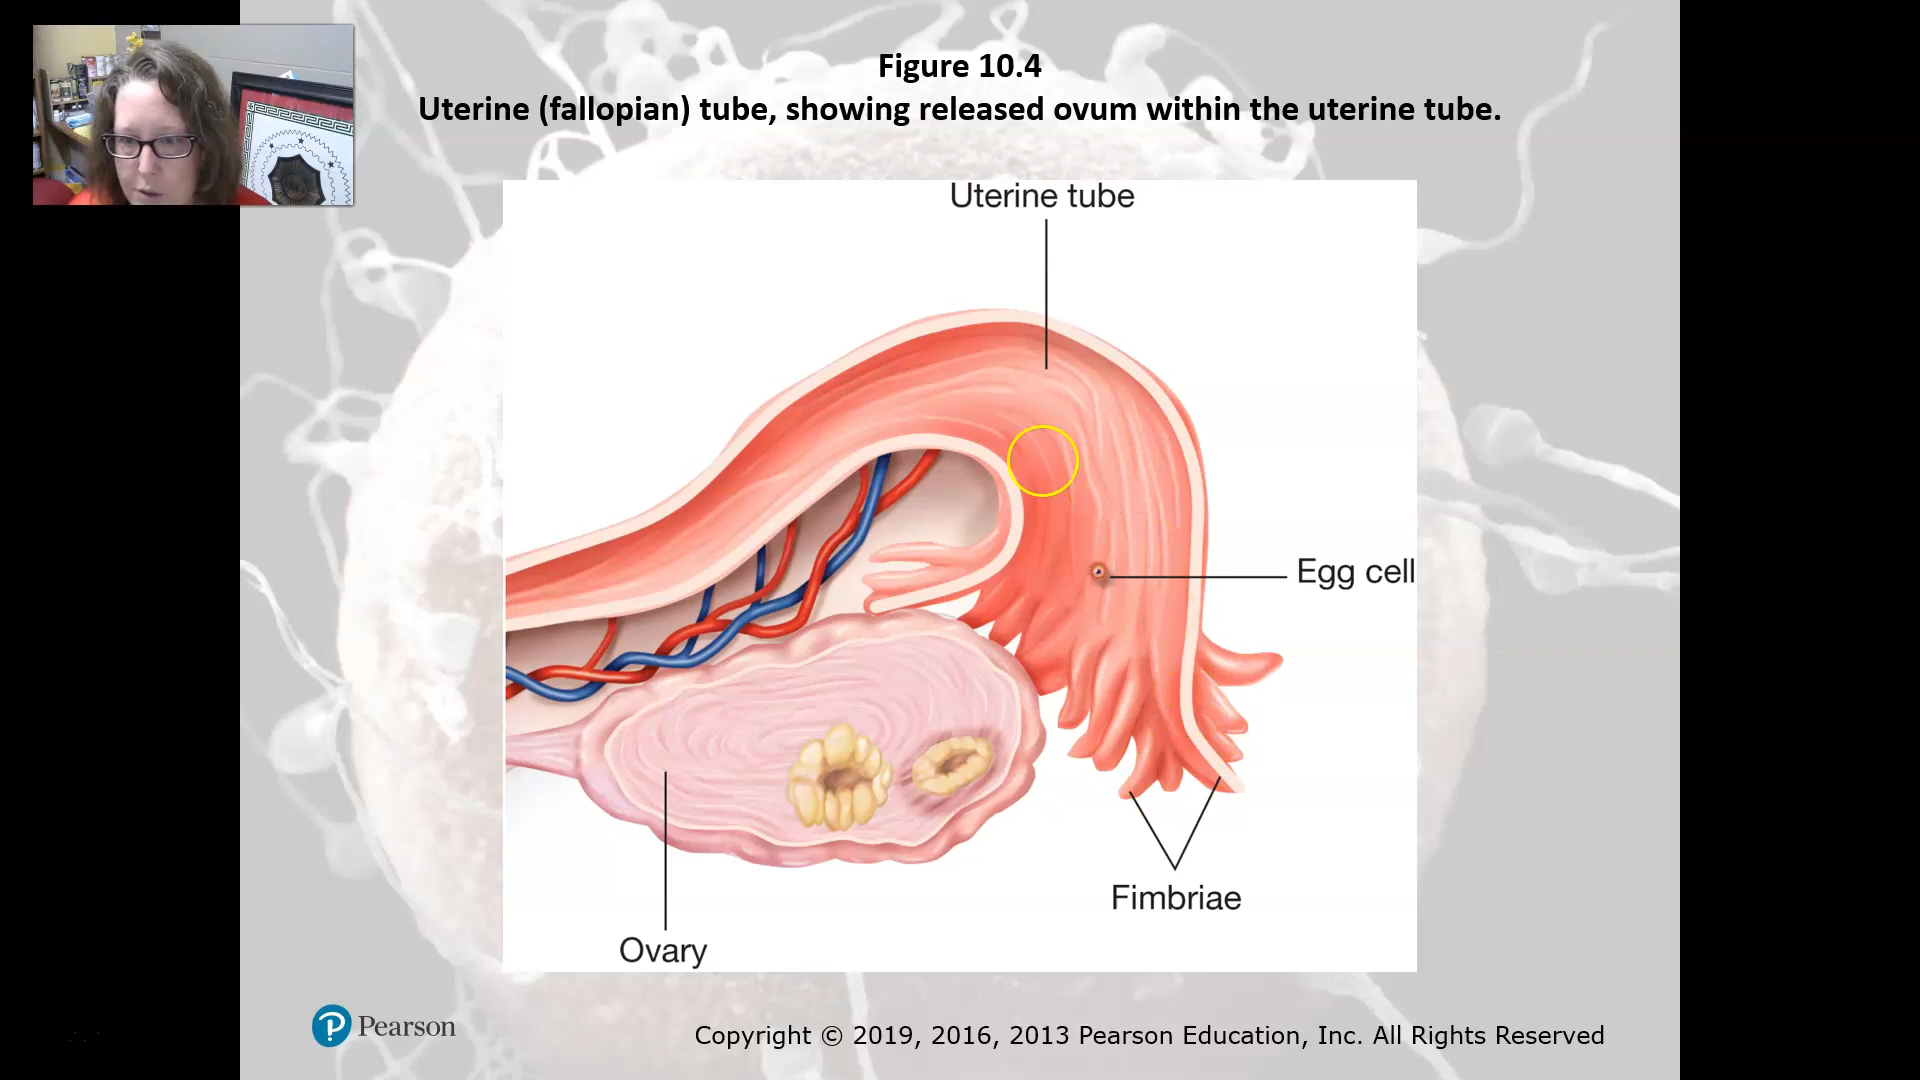 Figure 10.4
Uterine (fallopian) tube, showing released ovum within the uterine tube.
Uterine tube
Egg cell
Fimbriae
Ovary
Pearson
Copyright © 2019, 2016, 2013 Pearson Education, Inc. All Rights Reserved